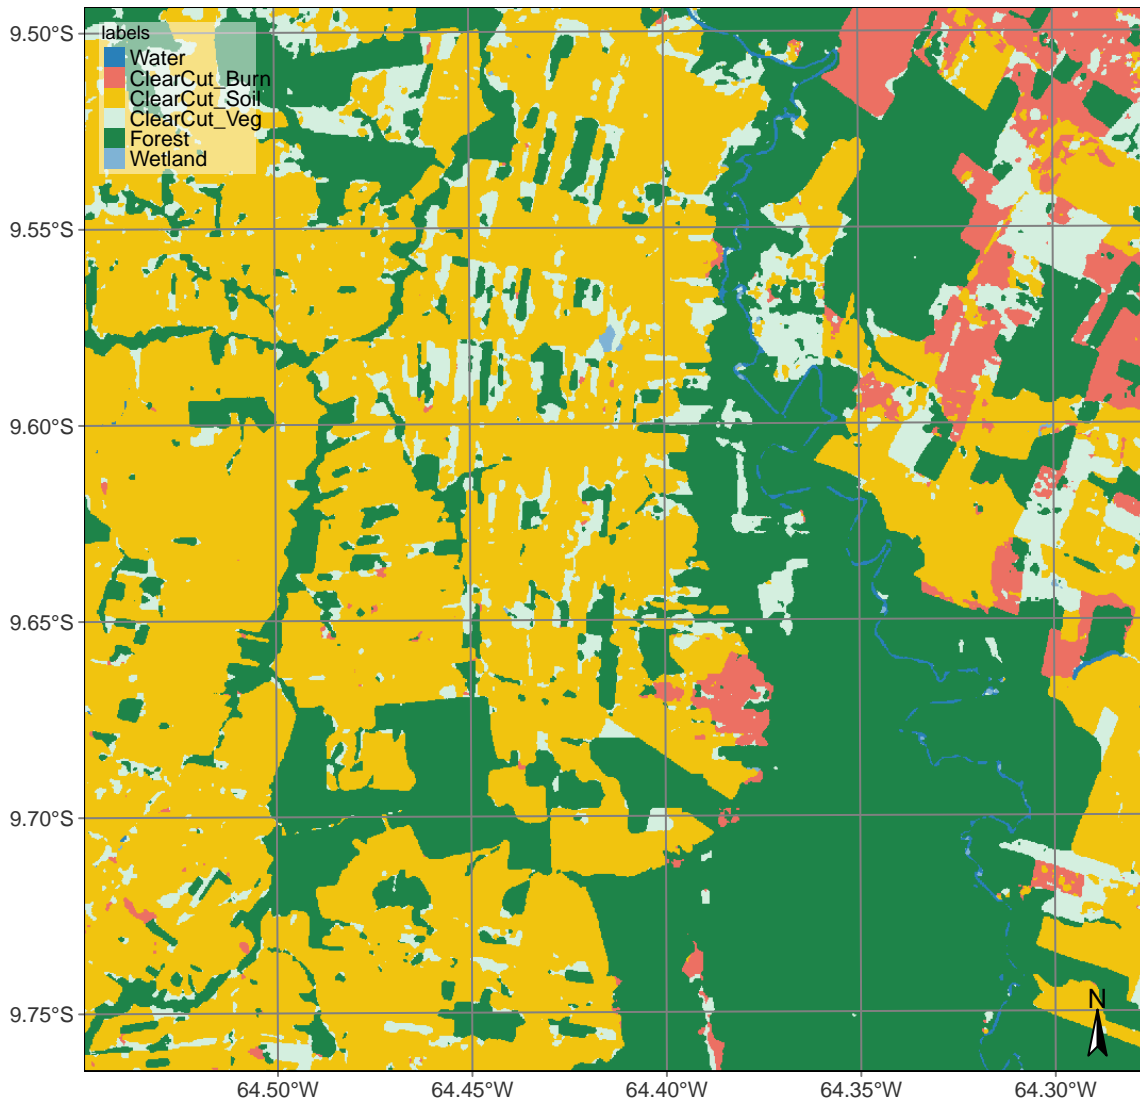 labels
Water
ClearCut_Burn
ClearCut_Soil
ClearCut_Veg
Forest
Wetland
9.50°S
9.55°S
9.60°S
9.65°S
9.70°S
9.75°S
N
64.50°W
64.45°W
64.40°W
64.35°W
64.30°W